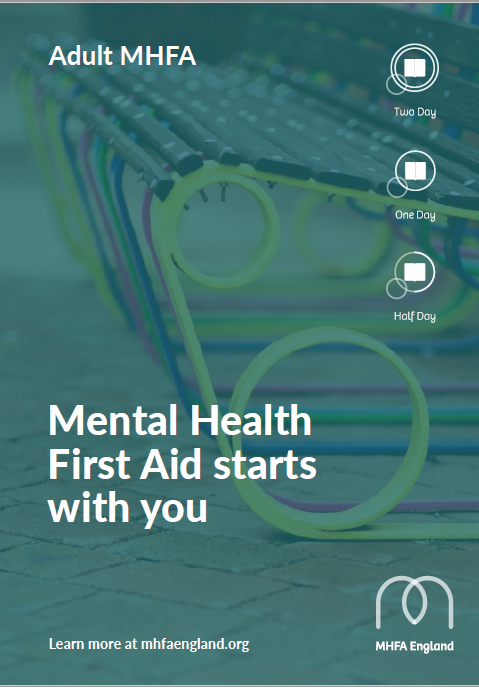 Adult MHFA
Two Day
One Day
Half Day
Mental Health
First Aid starts
with you
Learn more at mhfaengland.org
MHFA England